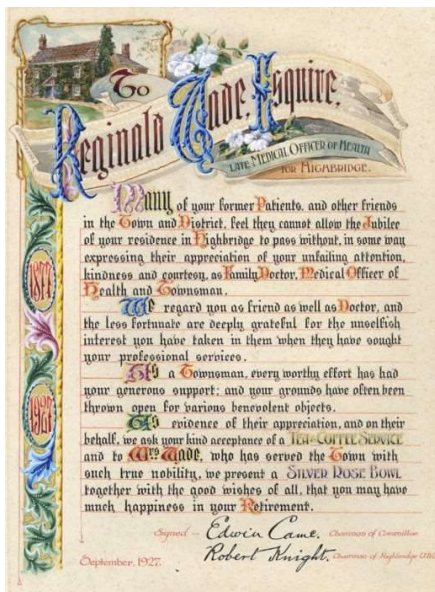 To
Reginald Wade, Esquire,
LATE MEDICAL OFFICER OF HEALTH
FOR HIGHBRIDGE.
Many of your former Patients, and other friends
in the Town and District, feel they cannot allow the Jubilee
of your residence in Highbridge to pass without, in some way
expressing their appreciation of your unfailing attention,
kindness and courtesy, as Family Doctor, Medical Officer of
Health and Townsman.
We regard you as friend as well as Doctor, and
the less fortunate are deeply grateful for the unselfish
interest you have taken in them when they have sought
your professional services.
As a Townsman, every worthy effort has had
your generous support; and your grounds have often been
thrown open for various benevolent objects.
As evidence of their appreciation, and on their
behalf, we ask your kind acceptance of a TEA & COFFEE SERVICE
and to Mrs Wade, who has served the Town with
such true nobility, we present a SILVER ROSE BOWL
together with the good wishes of all, that you may have
much happiness in your Retirement.
1877
1927
Signed — Edwin Came. Chairman of Committee
Robert Knight. Chairman of Highbridge U.D.C.
September, 1927.